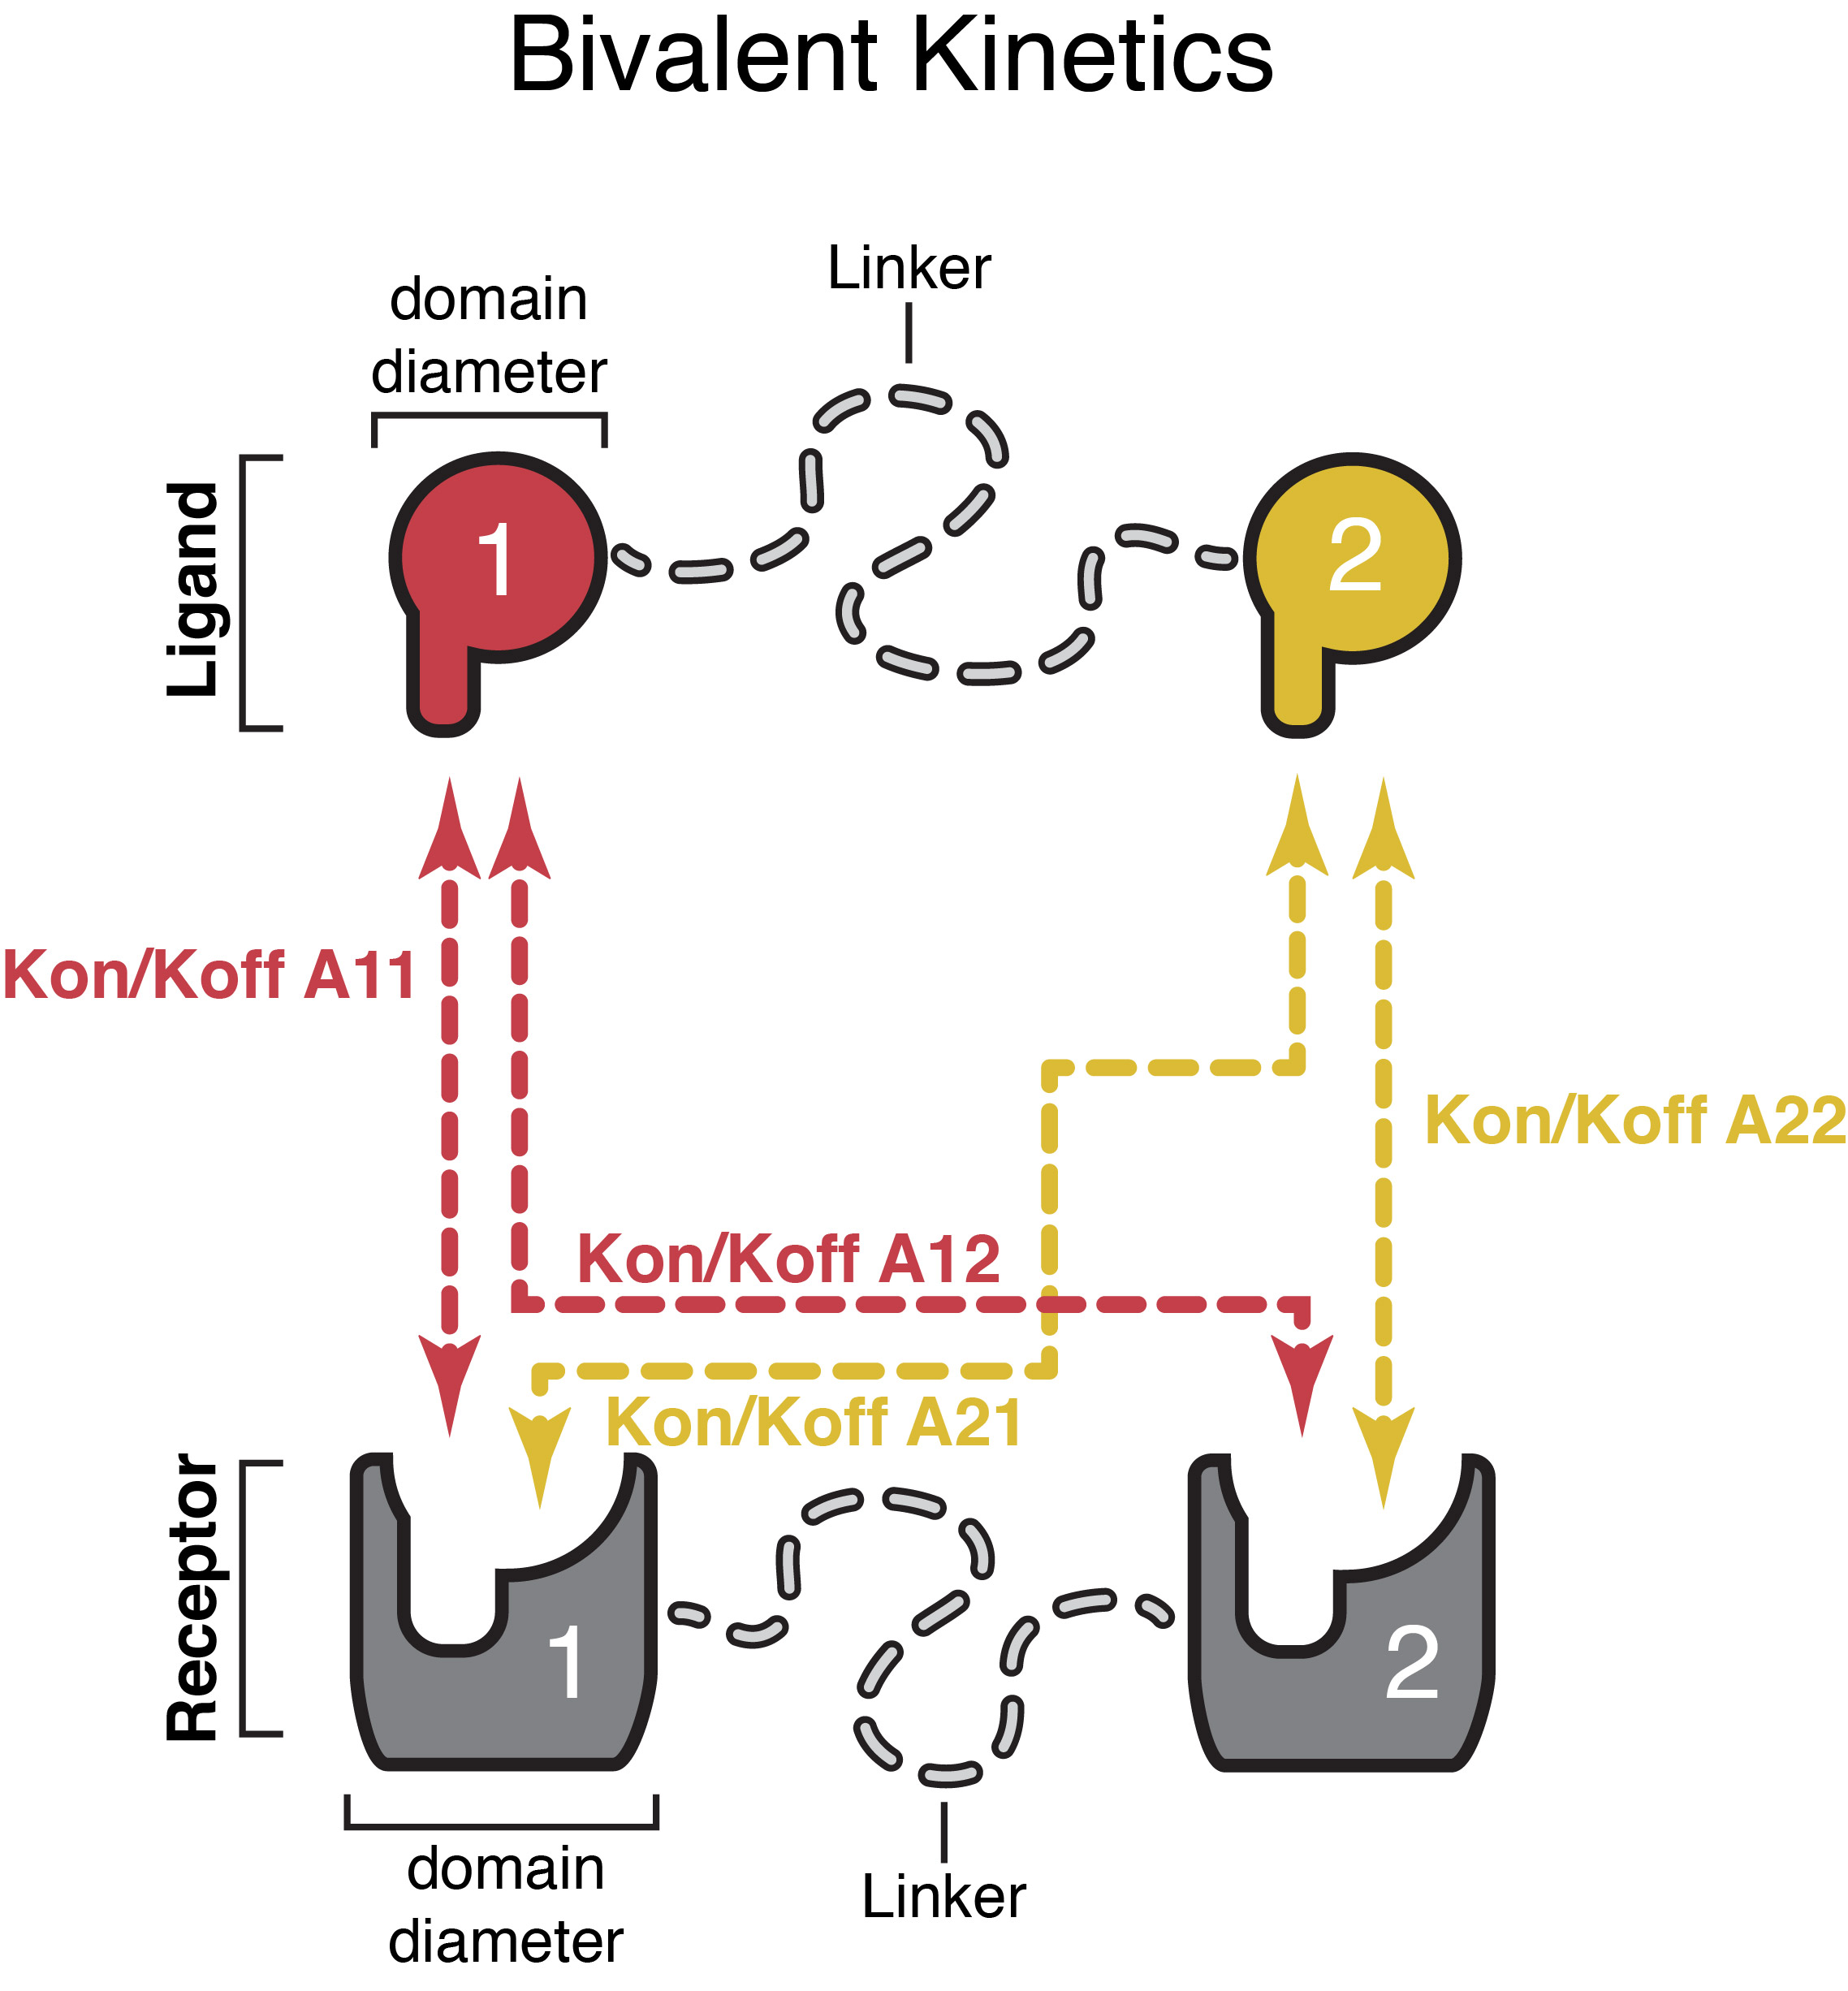 Bivalent Kinetics
Linker
domain
diameter
Ligand
1
2
Kon/Koff A11
Kon/Koff A22
Kon/Koff A12
Kon/Koff A21
Receptor
1
2
domain
diameter
Linker